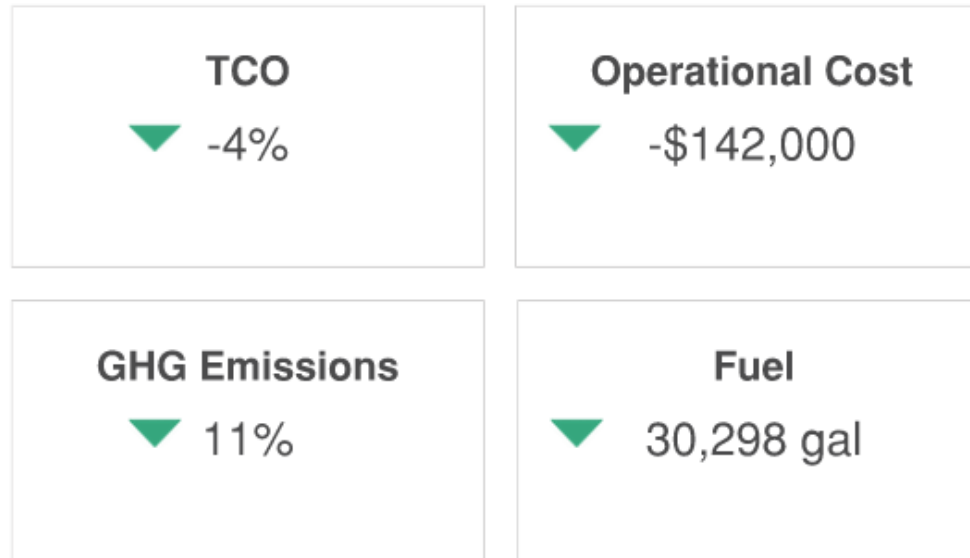 TCO
-4%
Operational Cost
-$142,000
GHG Emissions
11%
Fuel
30,298 gal